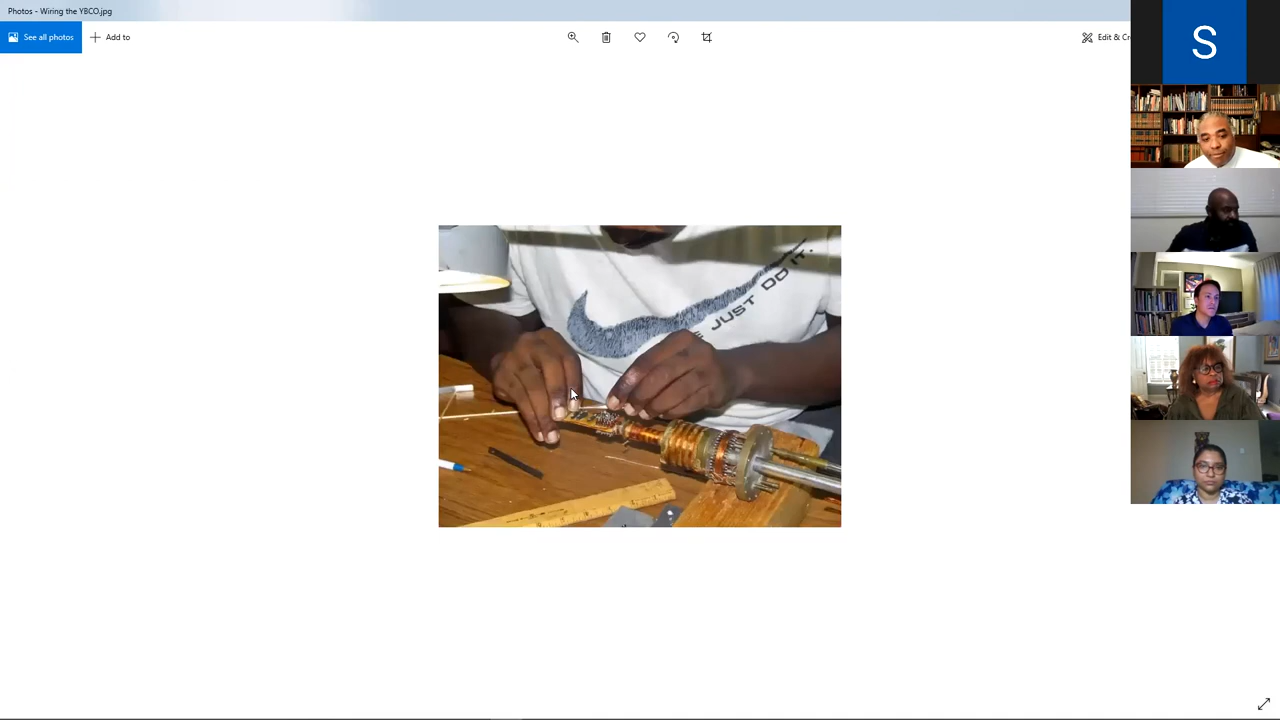 Photos - Wiring the YBCO.jpg
See all photos
Add to
Edit & Cr
S
JUST DO IT.